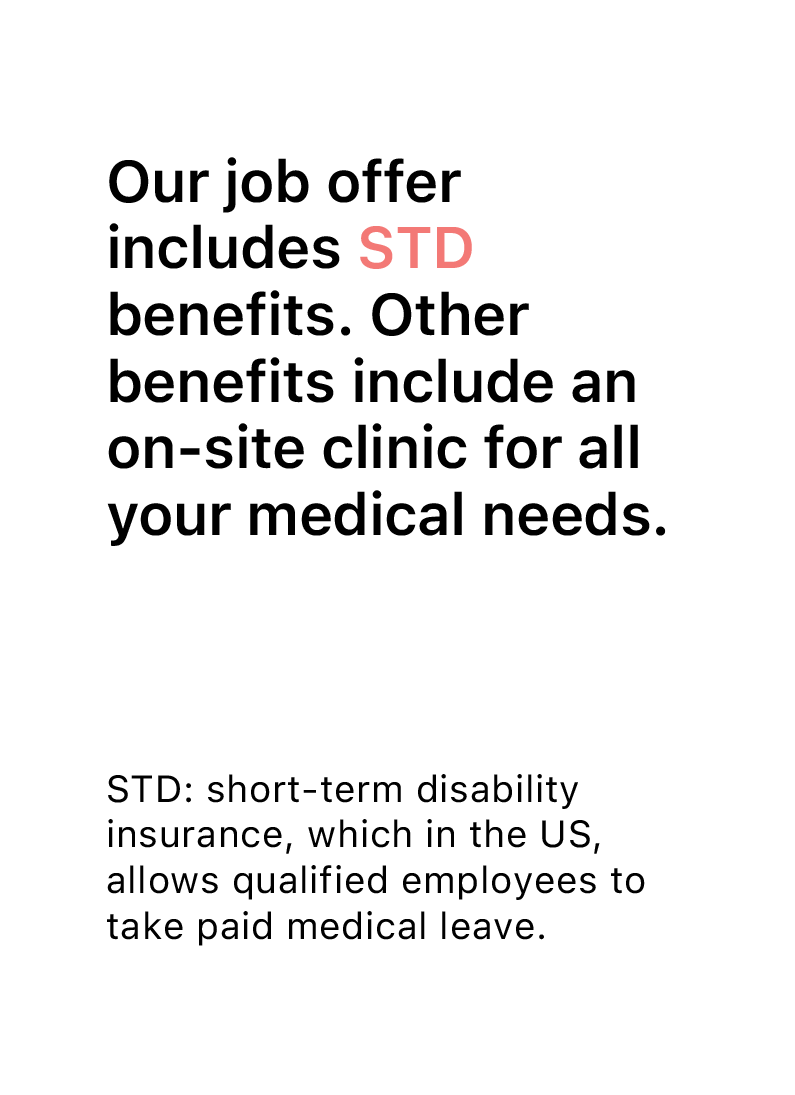 Our job offer
includes STD
benefits. Other
benefits include an
on-site clinic for all
your medical needs.
STD: short-term disability
insurance, which in the US,
allows qualified employees to
take paid medical leave.